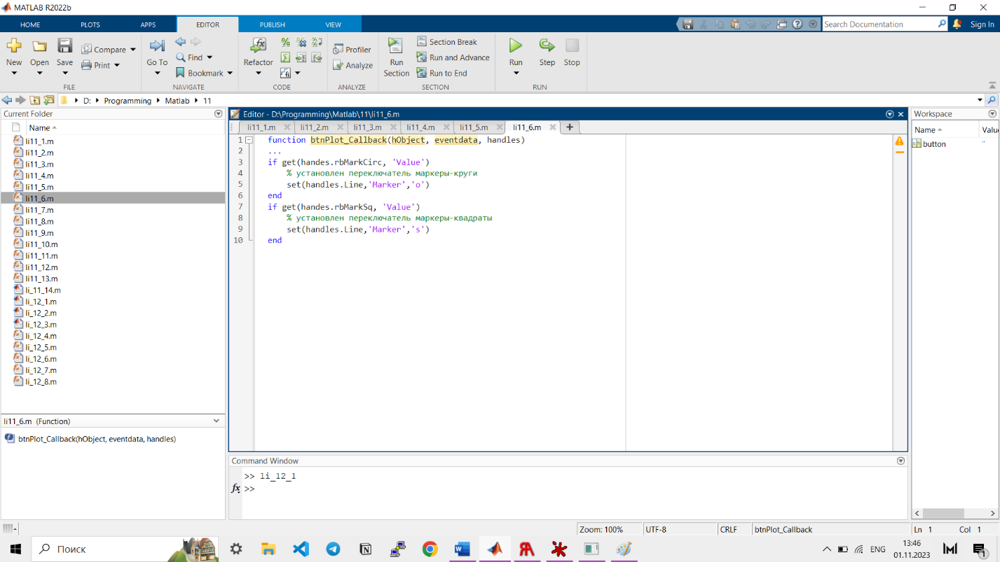 MATLAB R2022b
HOME PLOTS APPS EDITOR PUBLISH VIEW Search Documentation Sign In
New Open Save Compare Print Go To Find Bookmark Refactor Profiler Analyze Run Section Section Break Run and Advance Run to End Run Step Stop
FILE NAVIGATE CODE ANALYZE SECTION RUN
D: Programming Matlab 11
Current Folder
Name
li11_1.m
li11_2.m
li11_3.m
li11_4.m
li11_5.m
li11_6.m
li11_7.m
li11_8.m
li11_9.m
li11_10.m
li11_11.m
li11_12.m
li11_13.m
li_11_14.m
li_12_1.m
li_12_2.m
li_12_3.m
li_12_4.m
li_12_5.m
li_12_6.m
li_12_7.m
li_12_8.m
li11_6.m (Function)
btnPlot_Callback(hObject, eventdata, handles)
Editor - D:\Programming\Matlab\11\li11_6.m
li11_1.m li11_2.m li11_3.m li11_4.m li11_5.m li11_6.m
1 function btnPlot_Callback(hObject, eventdata, handles)
2 ...
3 if get(handes.rbMarkCirc, 'Value')
4 % установлен переключатель маркеры-круги
5 set(handles.Line,'Marker','o')
6 end
7 if get(handes.rbMarkSq, 'Value')
8 % установлен переключатель маркеры-квадраты
9 set(handles.Line,'Marker','s')
10 end
Command Window
>> li_12_1
fx >>
Workspace
Name Valu
button ''
Zoom: 100% UTF-8 CRLF btnPlot_Callback Ln 1 Col 1
Поиск
ENG
13:46
01.11.2023
1